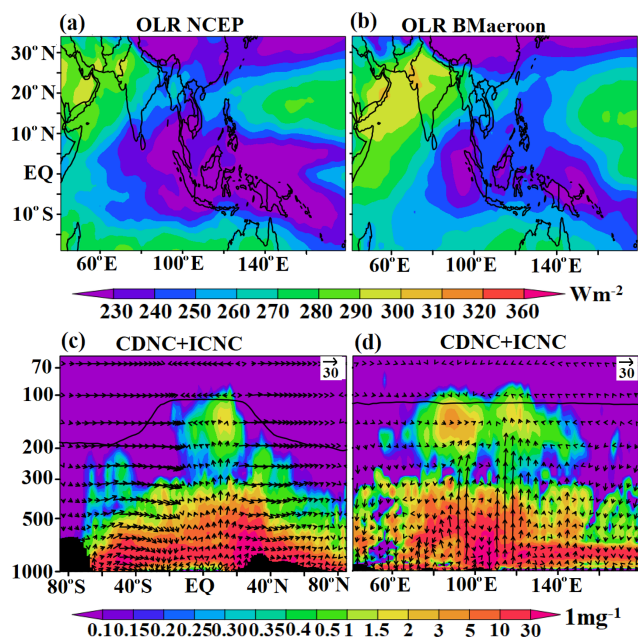 (a) OLR NCEP (b) OLR BMaeroon
30°N
20°N
10°N
EQ
10°S
60°E 100°E 140°E 60°E 100°E 140°E
230 240 250 260 270 280 290 300 310 320 360 Wm-2
(c) CDNC+ICNC (d) CDNC+ICNC
70 30 30
100
200
300
500
1000
80°S 40°S EQ 40°N 80°N 60°E 100°E 140°E
0.1 0.15 0.2 0.25 0.30 0.35 0.4 0.5 1 1.5 2 3 5 10 30 1mg-1